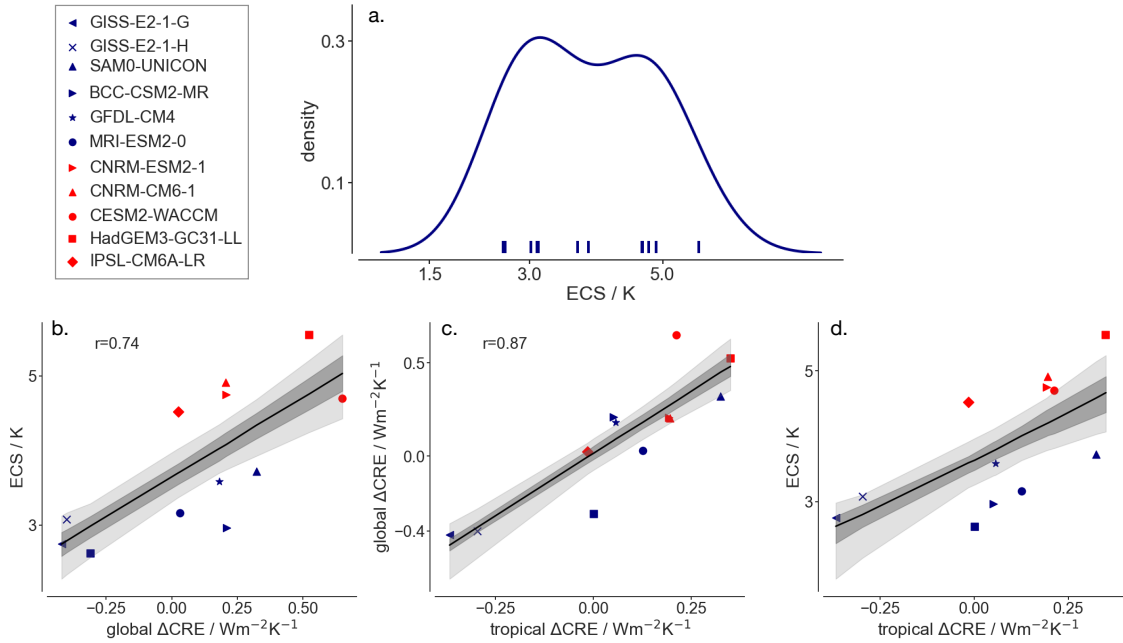 GISS-E2-1-G
GISS-E2-1-H
SAM0-UNICON
BCC-CSM2-MR
GFDL-CM4
MRI-ESM2-0
CNRM-ESM2-1
CNRM-CM6-1
CESM2-WACCM
HadGEM3-GC31-LL
IPSL-CM6A-LR
a.
0.3
0.1
density
1.5 3.0 5.0
ECS / K
b.
r=0.74
5
3
ECS / K
−0.25 0.00 0.25
global ΔCRE / Wm⁻²K⁻¹
c.
r=0.87
0.5
0.0
−0.4
global ΔCRE / Wm⁻²K⁻¹
0.00 0.25
tropical ΔCRE / Wm⁻²K⁻¹
d.
5
3
ECS / K
−0.25 0.00 0.25
tropical ΔCRE / Wm⁻²K⁻¹